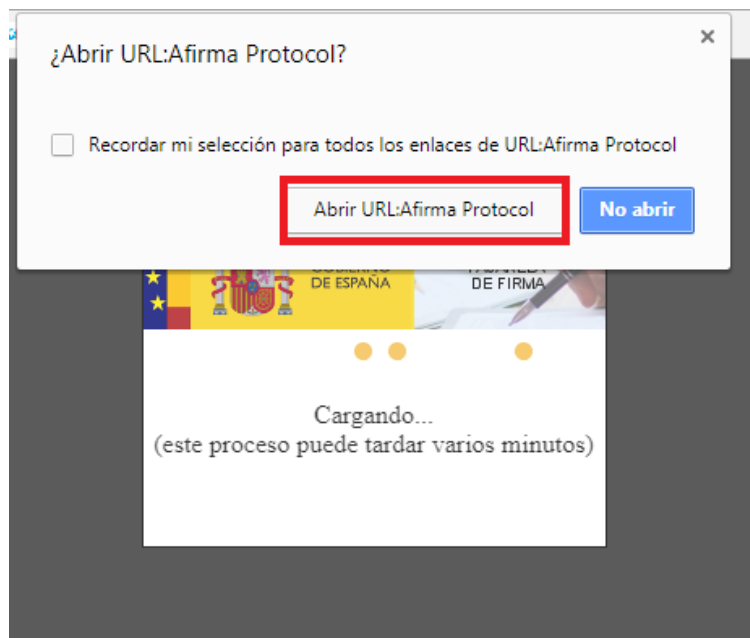 ¿Abrir URL:Afirma Protocol?
Recordar mi selección para todos los enlaces de URL:Afirma Protocol
Abrir URL:Afirma Protocol
No abrir
DE ESPAÑA
DE FIRMA
Cargando...
(este proceso puede tardar varios minutos)